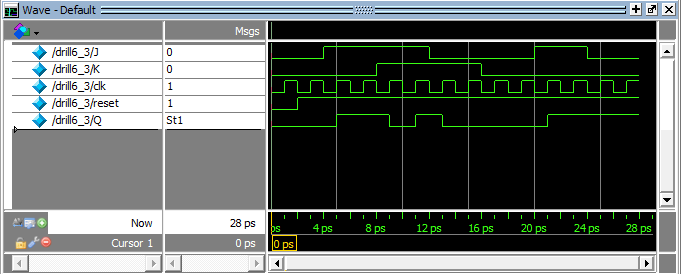 Wave - Default
Msgs
/drill6_3/J 0
/drill6_3/K 0
/drill6_3/clk 1
/drill6_3/reset 1
/drill6_3/Q St1
Now 28 ps ps 4 ps 8 ps 12 ps 16 ps 20 ps 24 ps 28 ps
Cursor 1 0 ps 0 ps